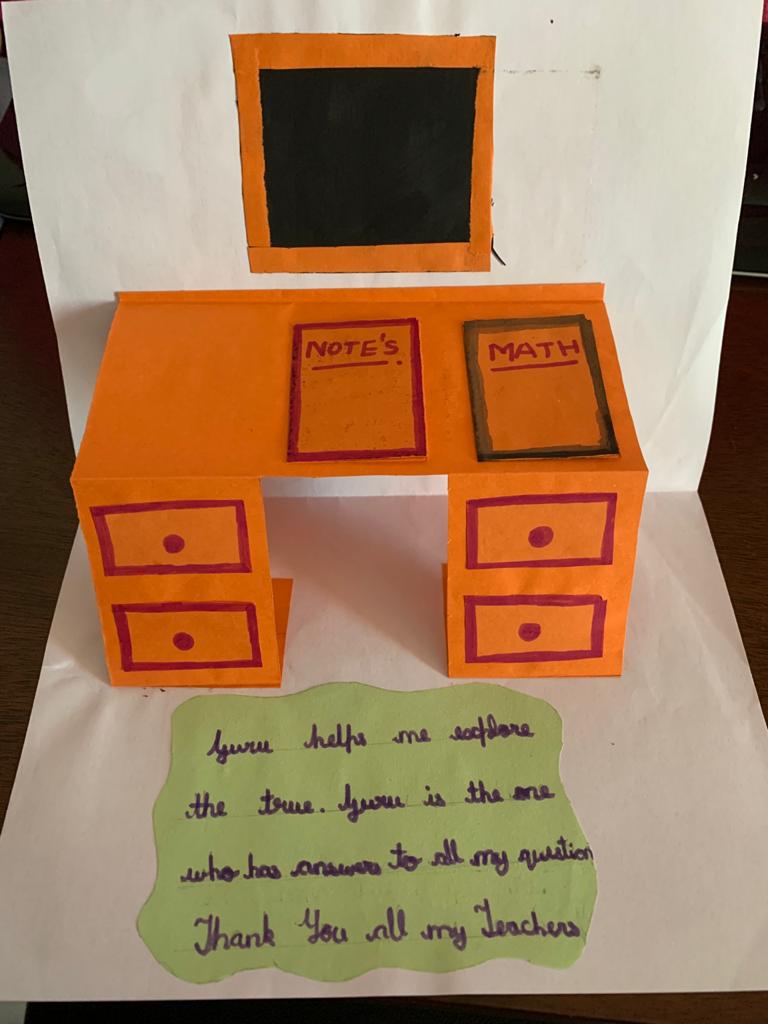 NOTE'S
MATH
Guru helps me explore
the true. Guru is the one
who has answers to all my question
Thank You all my Teachers